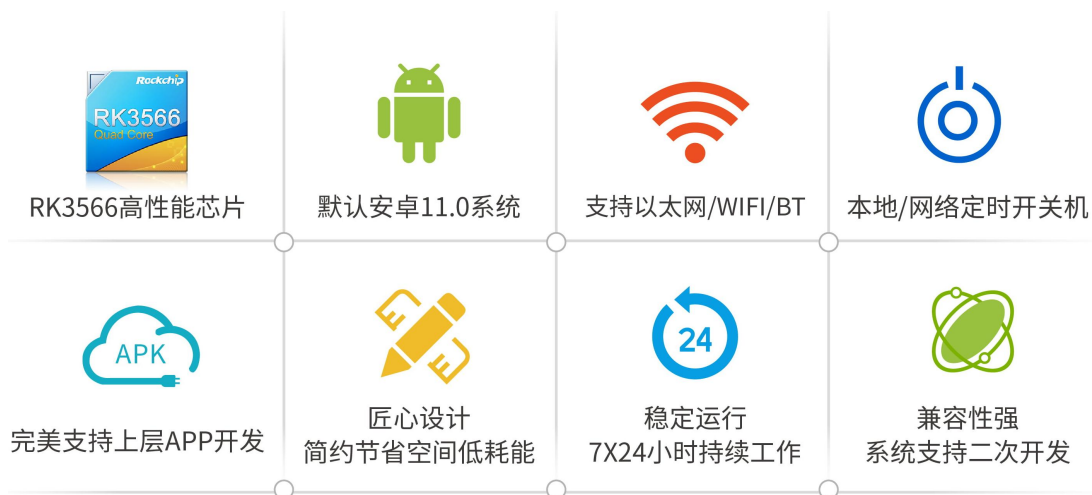 Rockchip
RK3566
Quad Core
RK3566高性能芯片
默认安卓11.0系统
支持以太网/WIFI/BT
本地/网络定时开关机
APK
完美支持上层APP开发
匠心设计
简约节省空间低耗能
24
稳定运行
7X24小时持续工作
兼容性强
系统支持二次开发